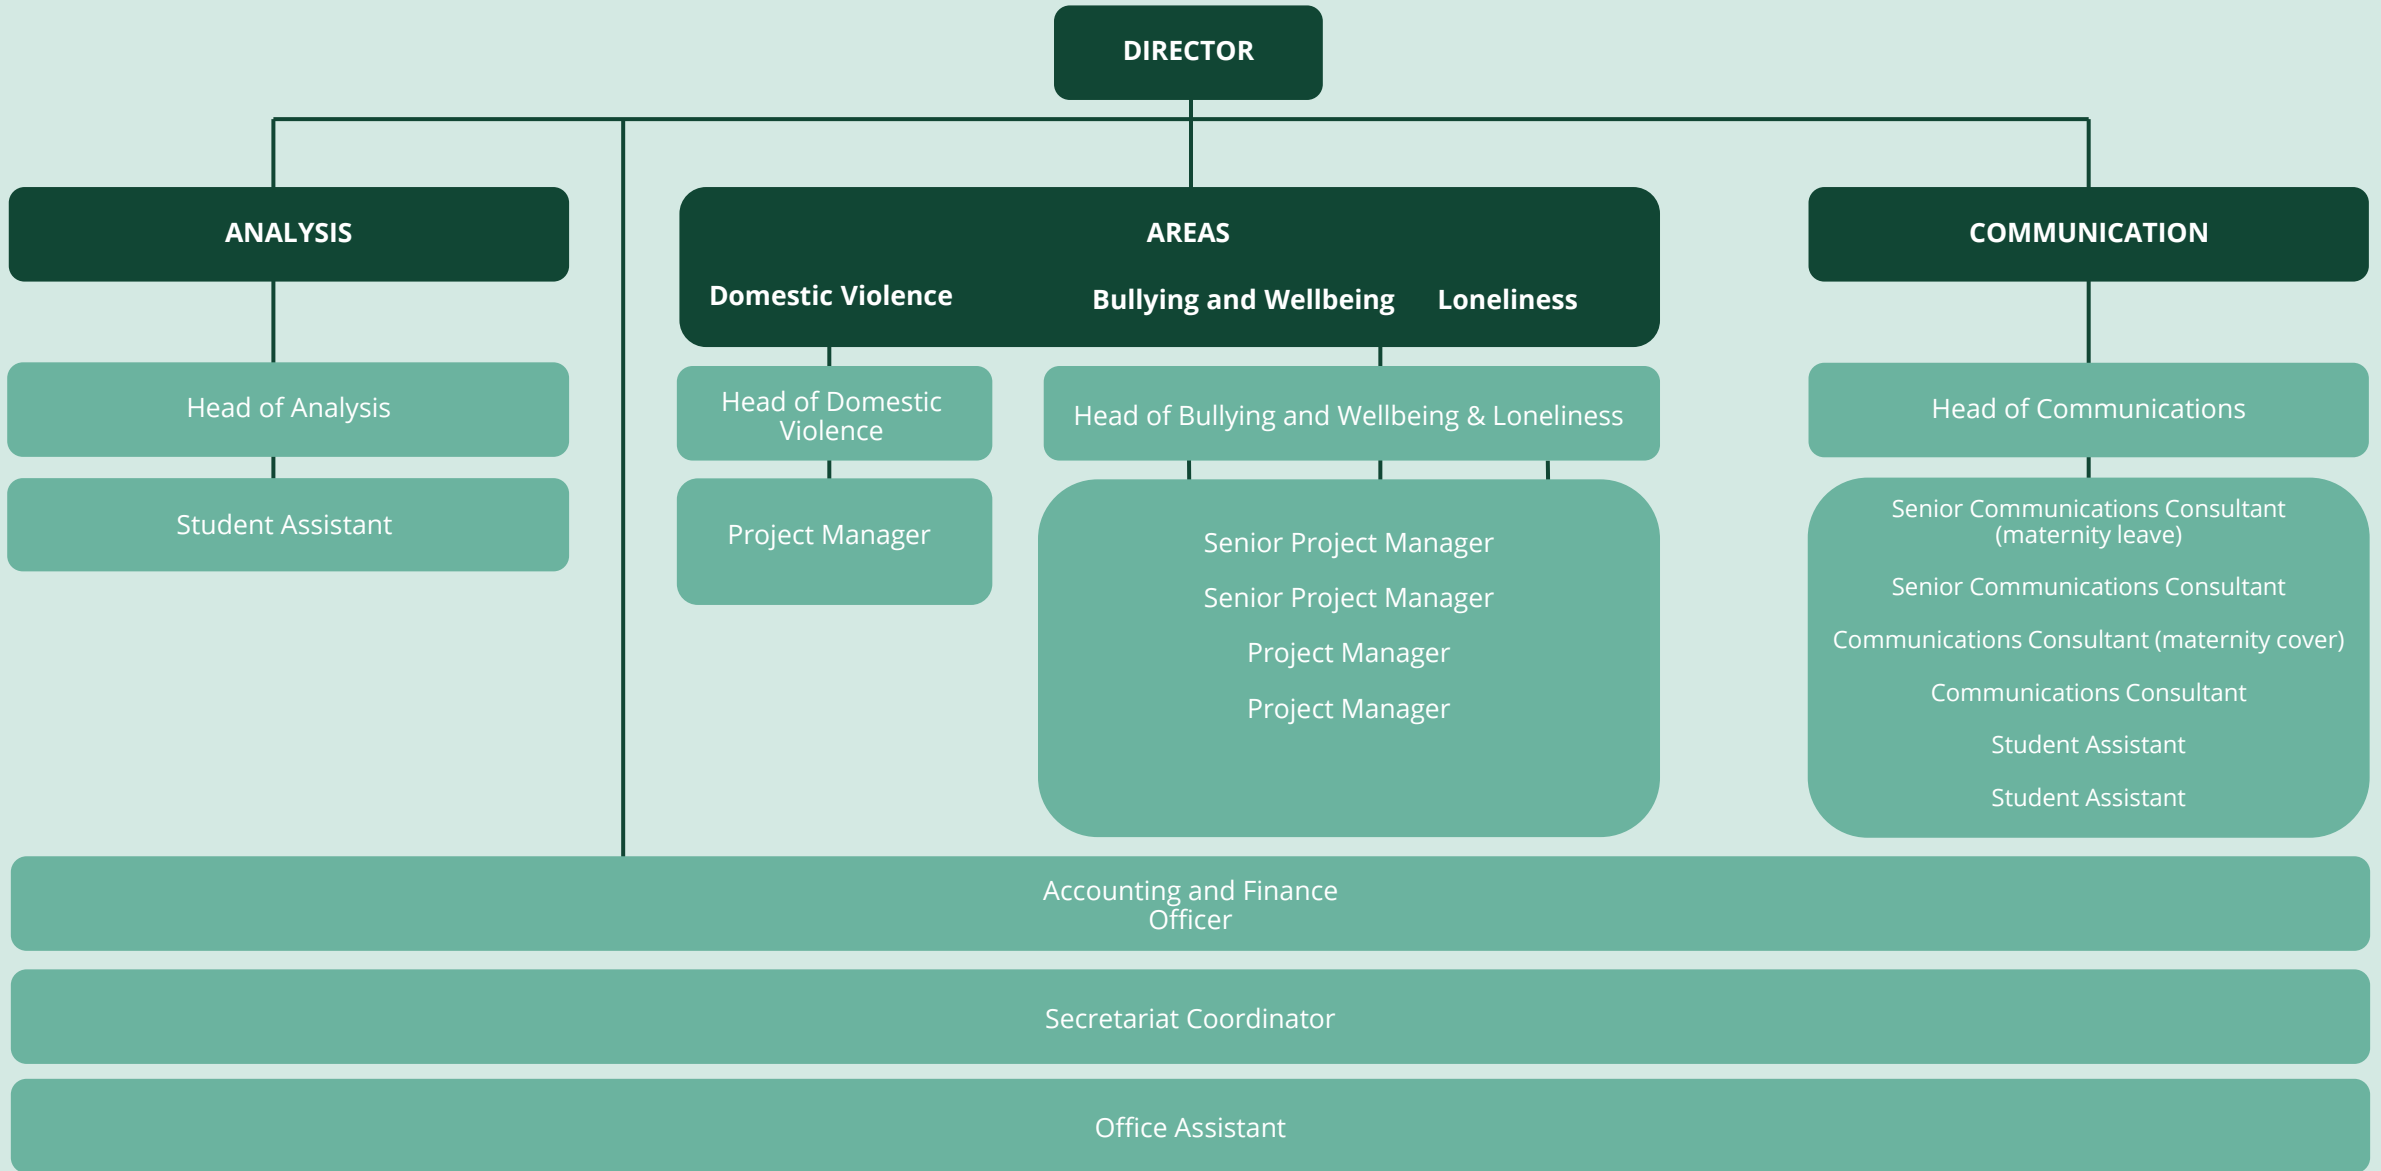 DIRECTOR
ANALYSIS
Head of Analysis
Student Assistant
AREAS
Domestic Violence
Bullying and Wellbeing
Loneliness
Head of Domestic
Violence
Project Manager
Head of Bullying and Wellbeing & Loneliness
Senior Project Manager
Senior Project Manager
Project Manager
Project Manager
COMMUNICATION
Head of Communications
Senior Communications Consultant
(maternity leave)
Senior Communications Consultant
Communications Consultant (maternity cover)
Communications Consultant
Student Assistant
Student Assistant
Accounting and Finance
Officer
Secretariat Coordinator
Office Assistant